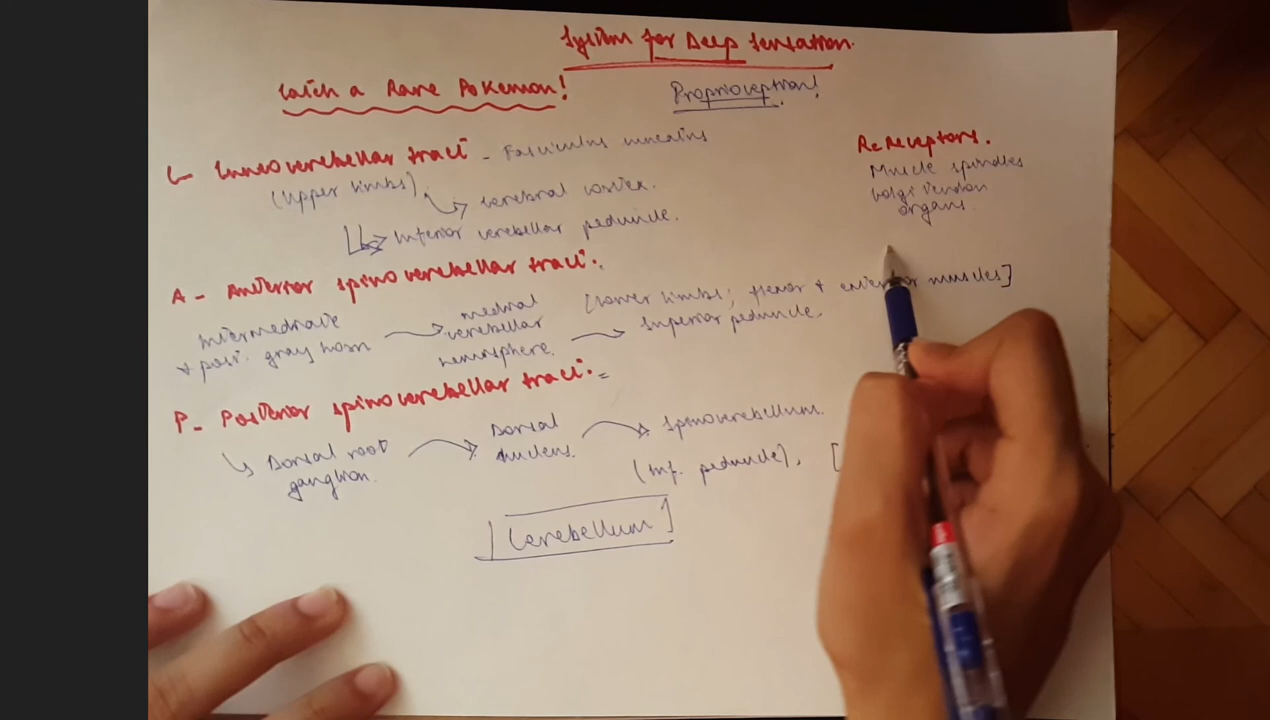 System for Deep Sensation.
Catch a Rare Pokemon!
Proprioception!
C- Cuneocerebellar tract - Fasciculus cuneatus
(Upper limbs)
cerebral cortex.
Inferior cerebellar peduncle.
R- Receptors.
Muscle spindles
Golgi Tendon
organs.
A - Anterior spinocerebellar tract.
[Lower limbs; flexor + extensor muscles]
Intermediate
+ post. gray horn
medial
cerebellar
hemisphere.
Superior peduncle.
P- Posterior spinocerebellar tract.
Dorsal root
ganglion.
Dorsal
nucleus.
Spinocerebellum.
(Inf. peduncle), [
[Cerebellum]